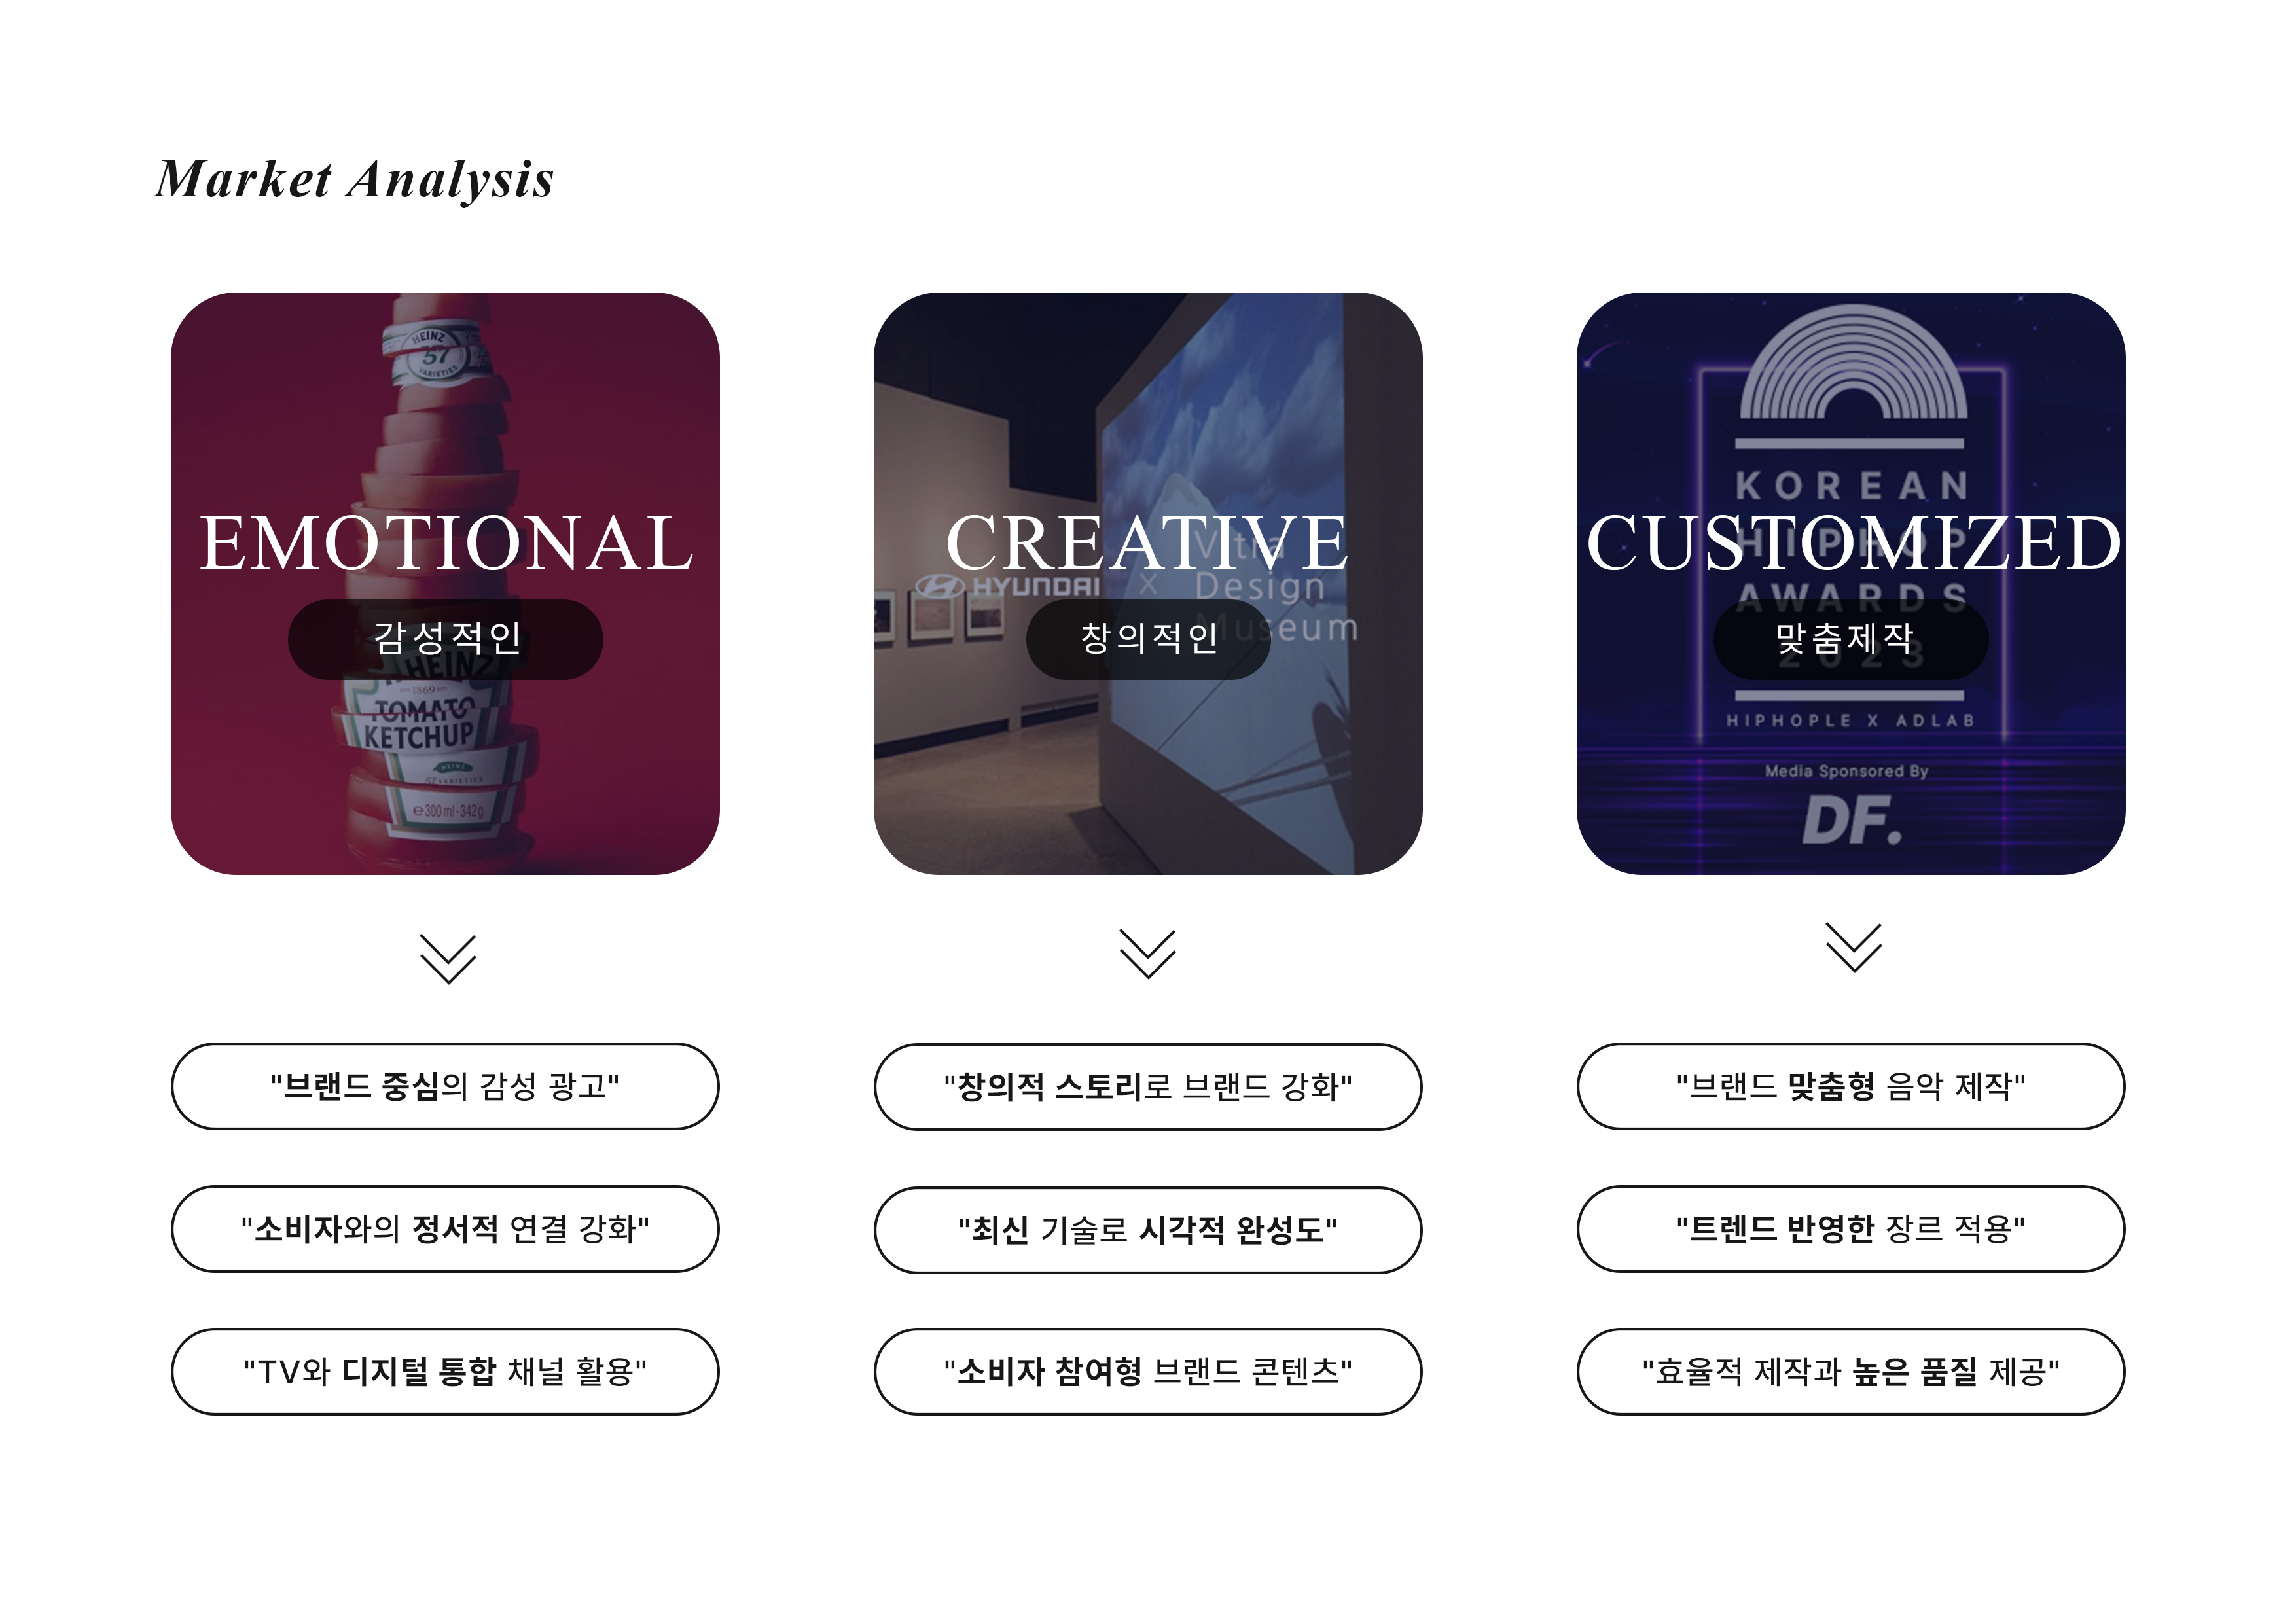 Market Analysis
HEINZ
57
VARIETIES
EMOTIONAL
감성적인
HEINZ
1869
TOMATO
KETCHUP
HEINZ
57 VARIETIES
℮300ml-342g
CREATIVE
HYUNDAI X Vitra
Design
Museum
창의적인
KOREAN
HIPHOP
AWARDS
2023
CUSTOMIZED
맞춤제작
HIPHOPLE X ADLAB
Media Sponsored By
DF.
"브랜드 중심의 감성 광고"
"소비자와의 정서적 연결 강화"
"TV와 디지털 통합 채널 활용"
"창의적 스토리로 브랜드 강화"
"최신 기술로 시각적 완성도"
"소비자 참여형 브랜드 콘텐츠"
"브랜드 맞춤형 음악 제작"
"트렌드 반영한 장르 적용"
"효율적 제작과 높은 품질 제공"